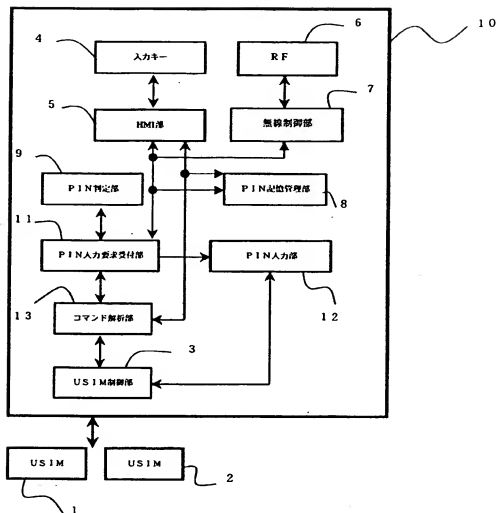 4
6
10
入力キー
RF
5
7
HMI部
無線制御部
9
PIN判定部
PIN記憶管理部
8
11
PIN入力要求受付部
PIN入力部
13
12
コマンド解析部
3
USIM制御部
USIM
USIM
2
1